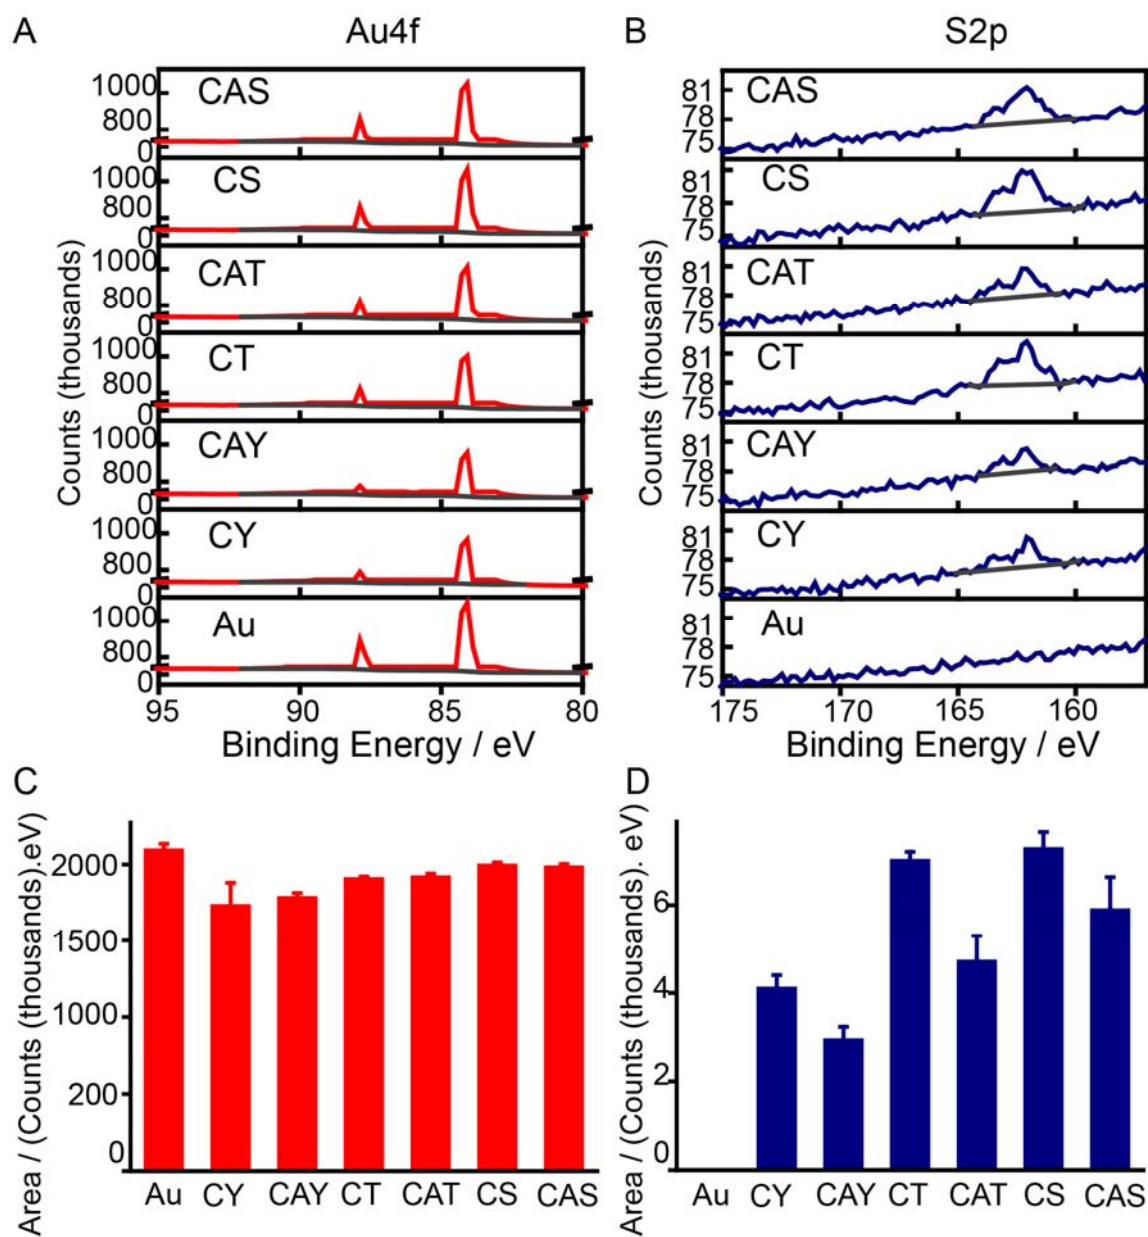 A
Au4f
1000
800
0
CAS
1000
800
0
CS
1000
800
0
CAT
1000
800
0
CT
1000
800
0
CAY
1000
800
0
CY
1000
800
0
Au
Counts (thousands)
95
90
85
80
Binding Energy / eV
B
S2p
81
78
75
CAS
81
78
75
CS
81
78
75
CAT
81
78
75
CT
81
78
75
CAY
81
78
75
CY
81
78
75
Au
Counts (thousands)
175
170
165
160
Binding Energy / eV
C
Area / (Counts (thousands).eV)
2000
1500
1000
200
0
Au CY CAY CT CAT CS CAS
D
Area / (Counts (thousands). eV)
6
4
2
0
Au CY CAY CT CAT CS CAS